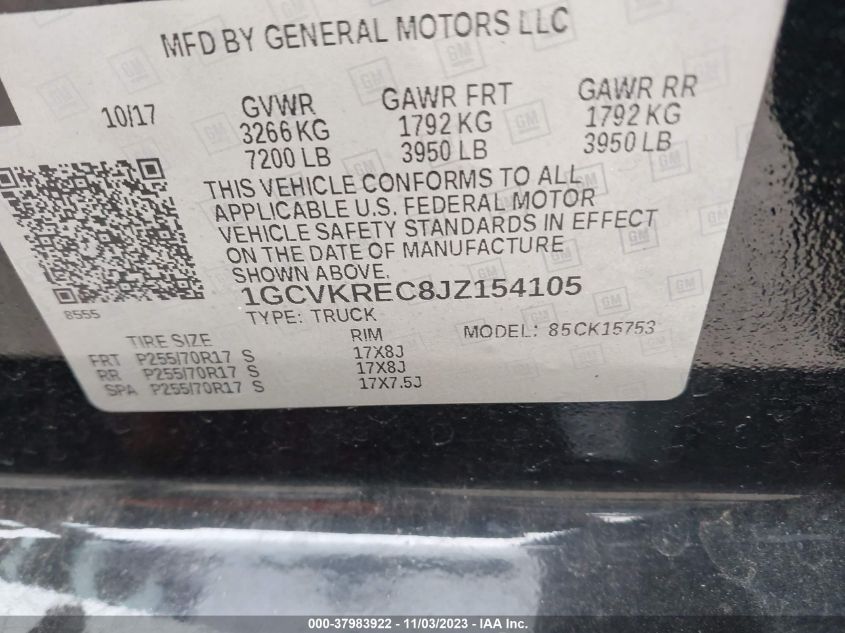 MFD BY GENERAL MOTORS LLC
10/17 GVWR GAWR FRT GAWR RR
3266 KG 1792 KG 1792 KG
7200 LB 3950 LB 3950 LB
THIS VEHICLE CONFORMS TO ALL
APPLICABLE U.S. FEDERAL MOTOR
VEHICLE SAFETY STANDARDS IN EFFECT
ON THE DATE OF MANUFACTURE
SHOWN ABOVE.
1GCVKREC8JZ154105
8555 TYPE: TRUCK
TIRE SIZE RIM MODEL: 85CK15753
FRT P255/70R17 S 17X8J
RR P255/70R17 S 17X8J
SPA P255/70R17 S 17X7.5J
000-37983922 - 11/03/2023 - IAA Inc.